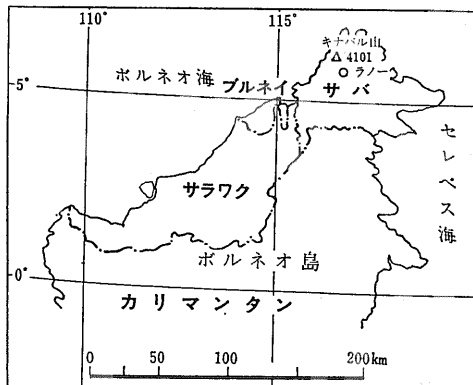 110°
115°
キナバル山
△ 4101
ラノー
5°
ボルネオ海
ブルネイ
サバ
セレベス海
サラワク
ボルネオ島
0°
カリマンタン
0 50 100 200km